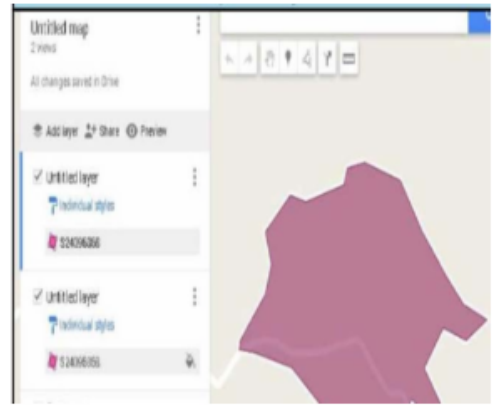 Untitled map
2 views
All changes saved in Drive
Add layer Share Preview
Untitled layer
Individual styles
Untitled layer
Individual styles